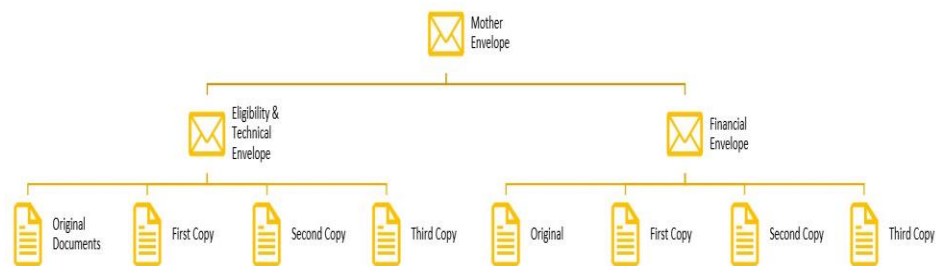 Mother
Envelope
Eligibility &
Technical
Envelope
Financial
Envelope
Original
Documents
First Copy
Second Copy
Third Copy
Original
First Copy
Second Copy
Third Copy